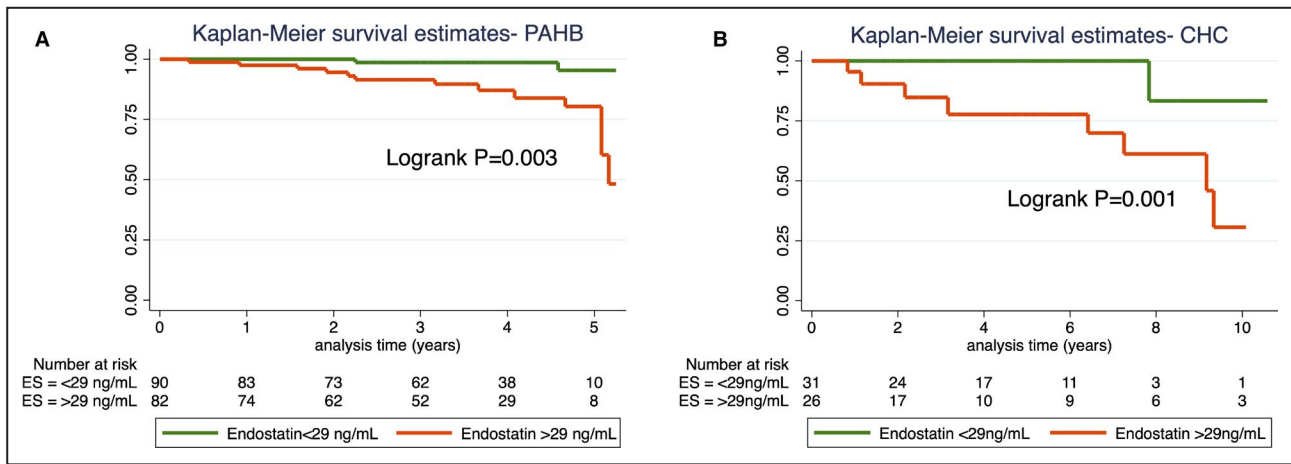 A
Kaplan-Meier survival estimates- PAHB
1.00
0.75
0.50
0.25
0.00
Logrank P=0.003
0 1 2 3 4 5
analysis time (years)
Number at risk
ES = <29 ng/mL 90 83 73 62 38 10
ES = >29 ng/mL 82 74 62 52 29 8
Endostatin<29 ng/mL Endostatin >29 ng/mL
B
Kaplan-Meier survival estimates- CHC
1.00
0.75
0.50
0.25
0.00
Logrank P=0.001
0 2 4 6 8 10
analysis time (years)
Number at risk
ES = <29ng/mL 31 24 17 11 3 1
ES = >29ng/mL 26 17 10 9 6 3
Endostatin <29ng/mL Endostatin >29ng/mL